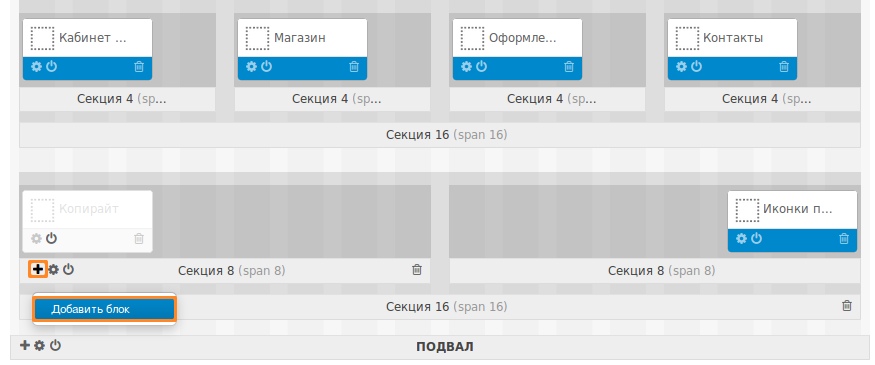 Кабинет ...
Магазин
Оформле...
Контакты
Секция 4 (sp...
Секция 4 (sp...
Секция 4 (sp...
Секция 4 (sp...
Секция 16 (span 16)
Копирайт
Иконки п...
Секция 8 (span 8)
Секция 8 (span 8)
Добавить блок
Секция 16 (span 16)
ПОДВАЛ